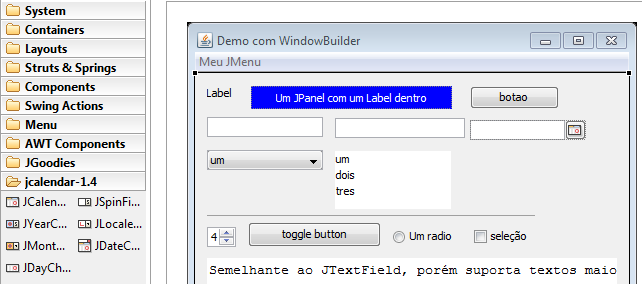 System
Containers
Layouts
Struts & Springs
Components
Swing Actions
Menu
AWT Components
JGoodies
jcalendar-1.4
JCalen... JSpinFi...
JYearC... JLocale...
JMont... JDateC...
JDayCh...
Demo com WindowBuilder
Meu JMenu
Label Um JPanel com um Label dentro botao
um
um
dois
tres
4 toggle button Um radio seleção
Semelhante ao JTextField, porém suporta textos maio